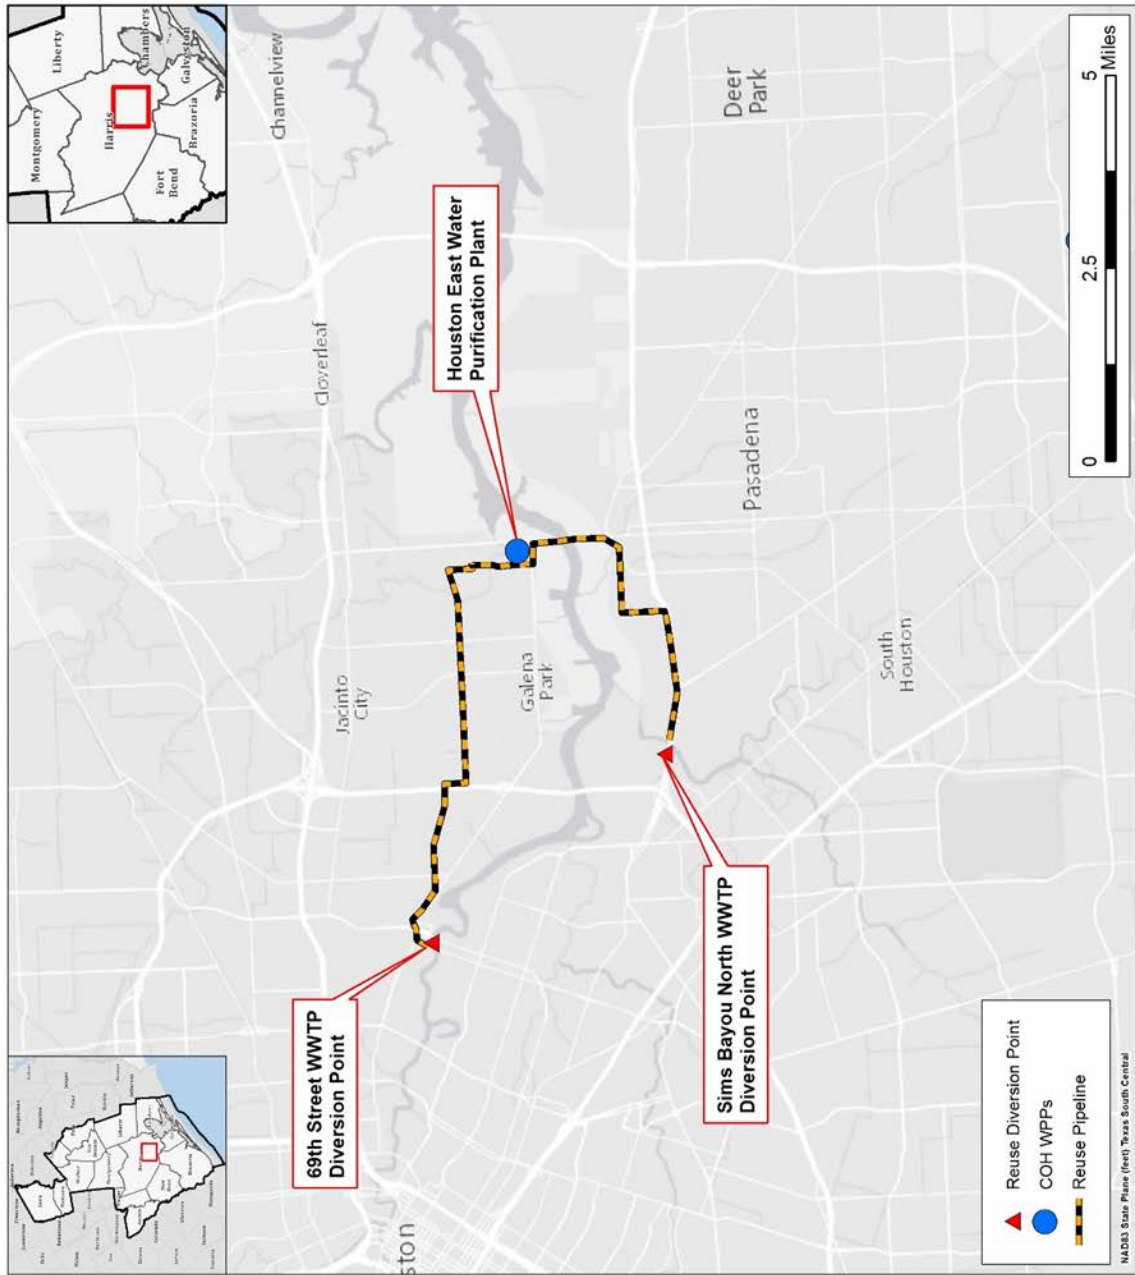 Montgomery
Liberty
Harris
Chambers
Galveston
Fort
Bend
Brazoria
Channelview
Cloverleaf
Houston East Water
Purification Plant
Deer
Park
Jacinto
City
Galena
Park
Pasadena
South
Houston
69th Street WWTP
Diversion Point
Sims Bayou North WWTP
Diversion Point
ston
0 2.5 5
Miles
Reuse Diversion Point
COH WPPs
Reuse Pipeline
NAD83 State Plane (feet) Texas South Central